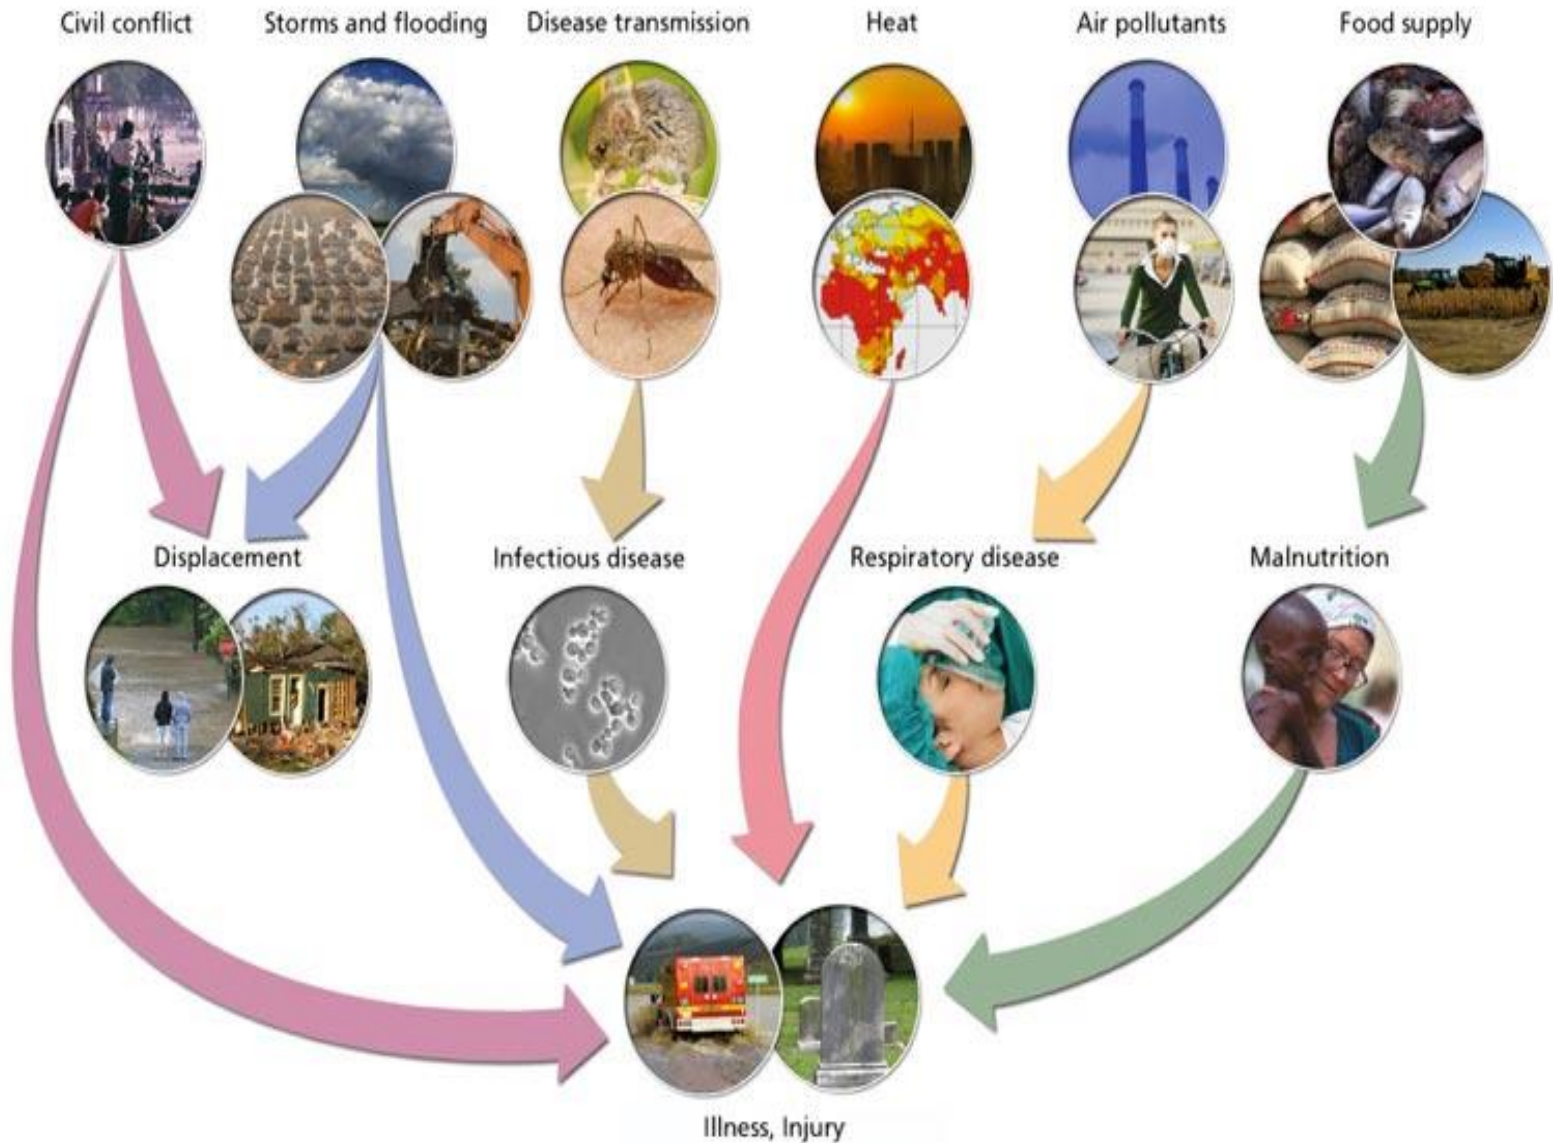 Civil conflict
Storms and flooding
Disease transmission
Heat
Air pollutants
Food supply
Displacement
Infectious disease
Respiratory disease
Malnutrition
Illness, Injury